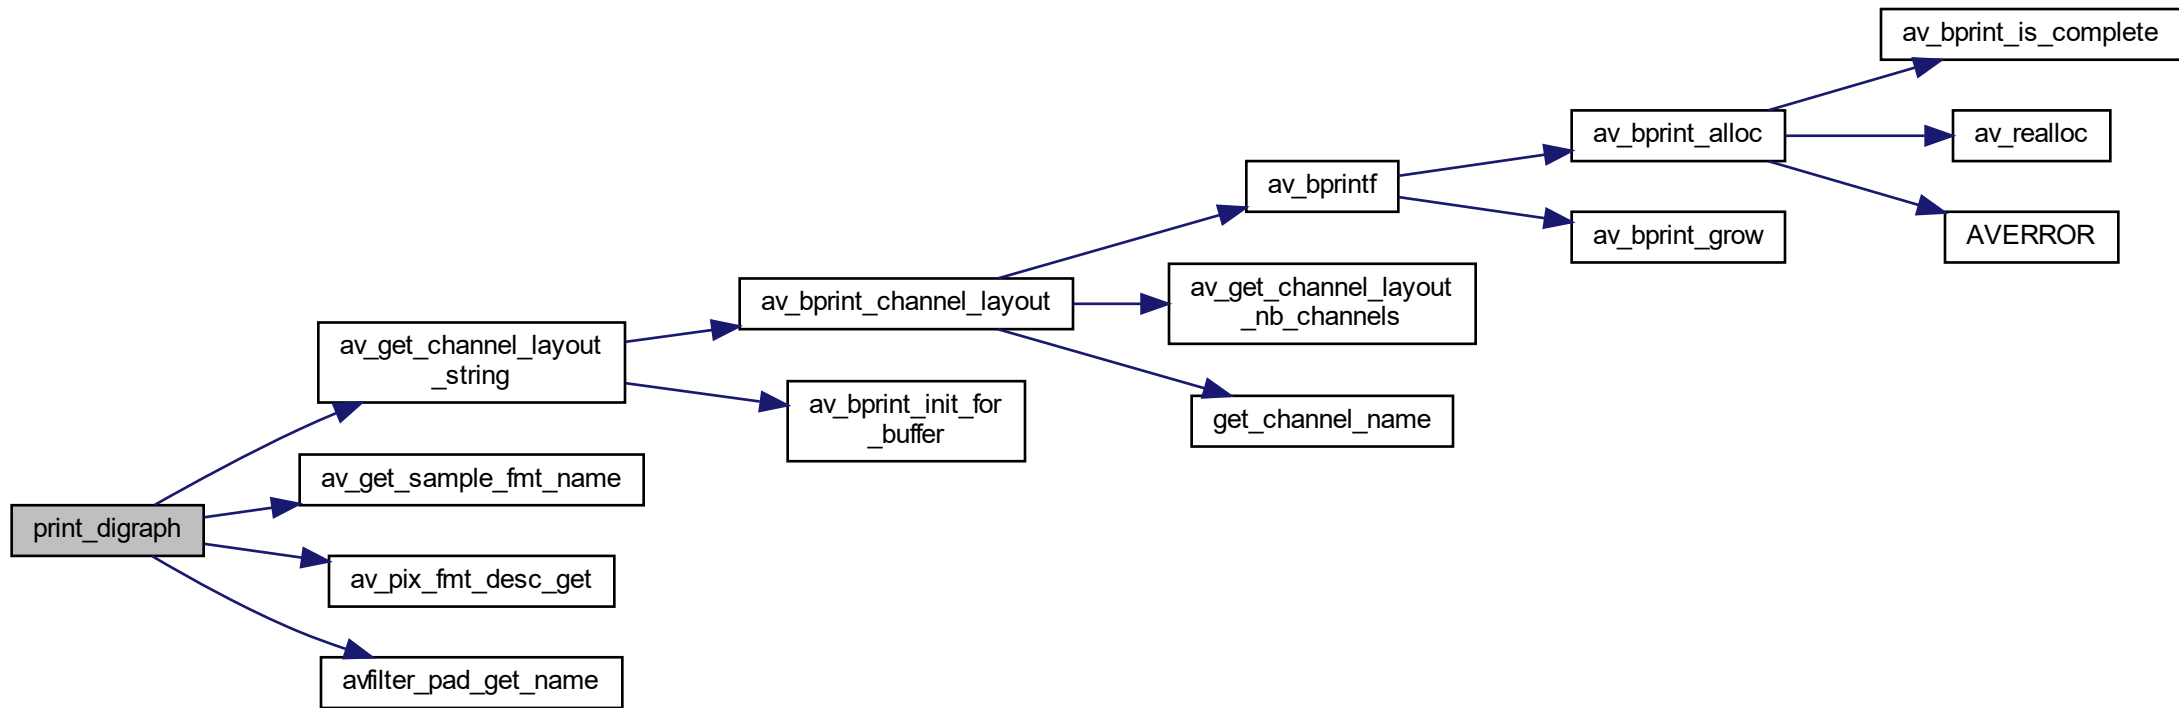 av_bprint_is_complete
av_bprint_alloc
av_realloc
av_bprintf
av_bprint_grow
AVERROR
av_bprint_channel_layout
av_get_channel_layout
_nb_channels
av_get_channel_layout
_string
av_bprint_init_for
_buffer
get_channel_name
av_get_sample_fmt_name
print_digraph
av_pix_fmt_desc_get
avfilter_pad_get_name